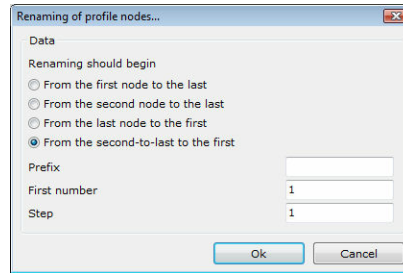 Renaming of profile nodes...
Data
Renaming should begin
From the first node to the last
From the second node to the last
From the last node to the first
From the second-to-last to the first
Prefix
First number 1
Step 1
Ok Cancel